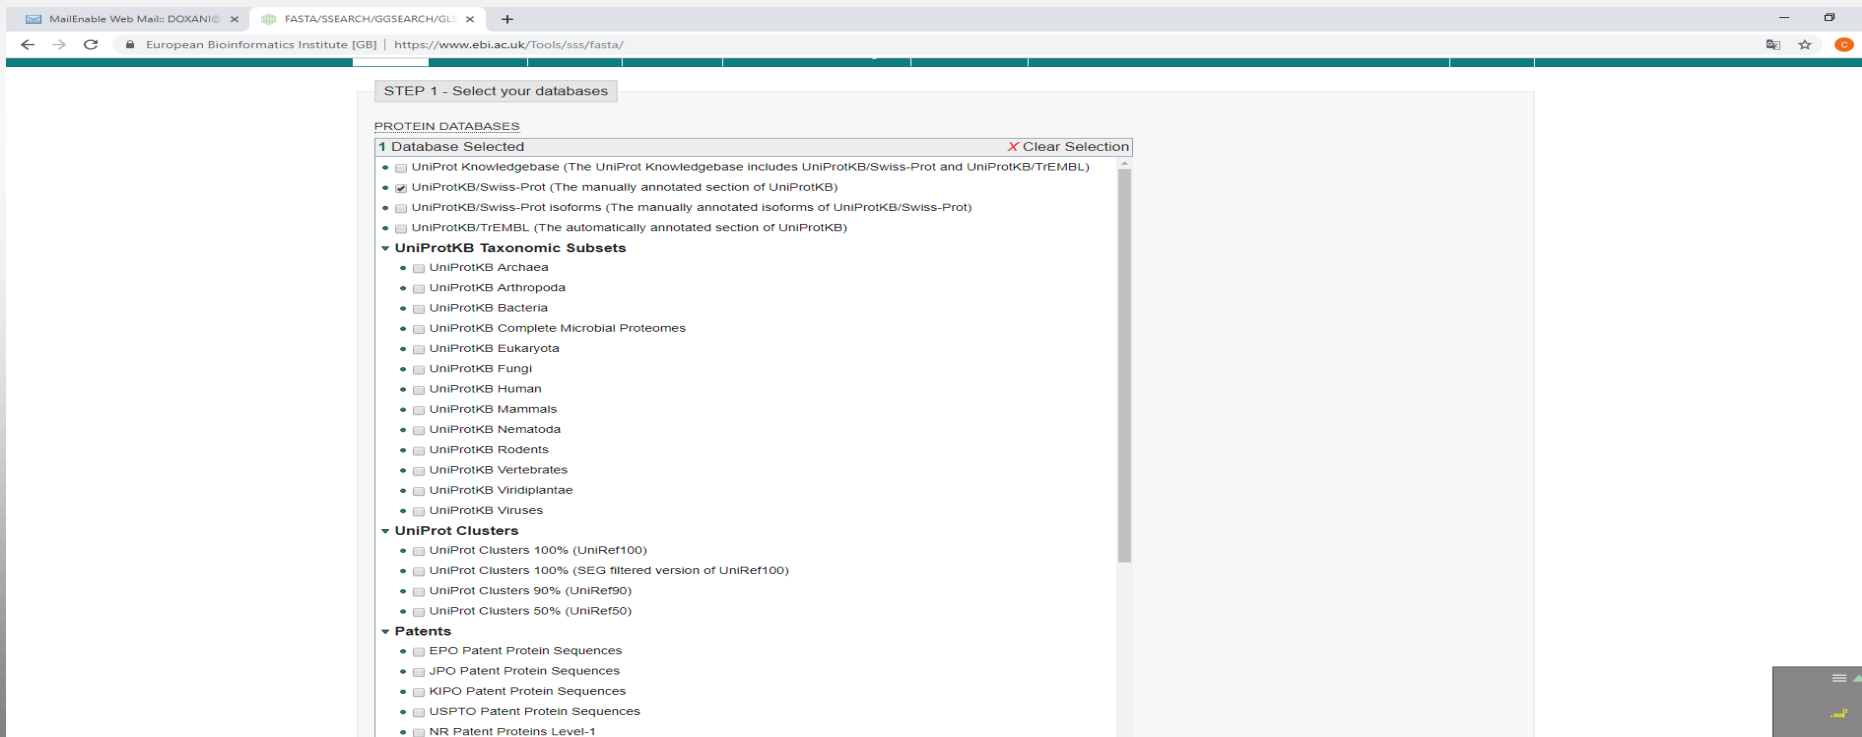 MailEnable Web Mail:: DOXANI@
FASTA/SSEARCH/GGSEARCH/GLS
European Bioinformatics Institute [GB] | https://www.ebi.ac.uk/Tools/sss/fasta/
C
STEP 1 - Select your databases
PROTEIN DATABASES
1 Database Selected
X Clear Selection
UniProt Knowledgebase (The UniProt Knowledgebase includes UniProtKB/Swiss-Prot and UniProtKB/TrEMBL)
UniProtKB/Swiss-Prot (The manually annotated section of UniProtKB)
UniProtKB/Swiss-Prot isoforms (The manually annotated isoforms of UniProtKB/Swiss-Prot)
UniProtKB/TrEMBL (The automatically annotated section of UniProtKB)
UniProtKB Taxonomic Subsets
UniProtKB Archaea
UniProtKB Arthropoda
UniProtKB Bacteria
UniProtKB Complete Microbial Proteomes
UniProtKB Eukaryota
UniProtKB Fungi
UniProtKB Human
UniProtKB Mammals
UniProtKB Nematoda
UniProtKB Rodents
UniProtKB Vertebrates
UniProtKB Viridiplantae
UniProtKB Viruses
UniProt Clusters
UniProt Clusters 100% (UniRef100)
UniProt Clusters 100% (SEG filtered version of UniRef100)
UniProt Clusters 90% (UniRef90)
UniProt Clusters 50% (UniRef50)
Patents
EPO Patent Protein Sequences
JPO Patent Protein Sequences
KIPO Patent Protein Sequences
USPTO Patent Protein Sequences
NR Patent Proteins Level-1